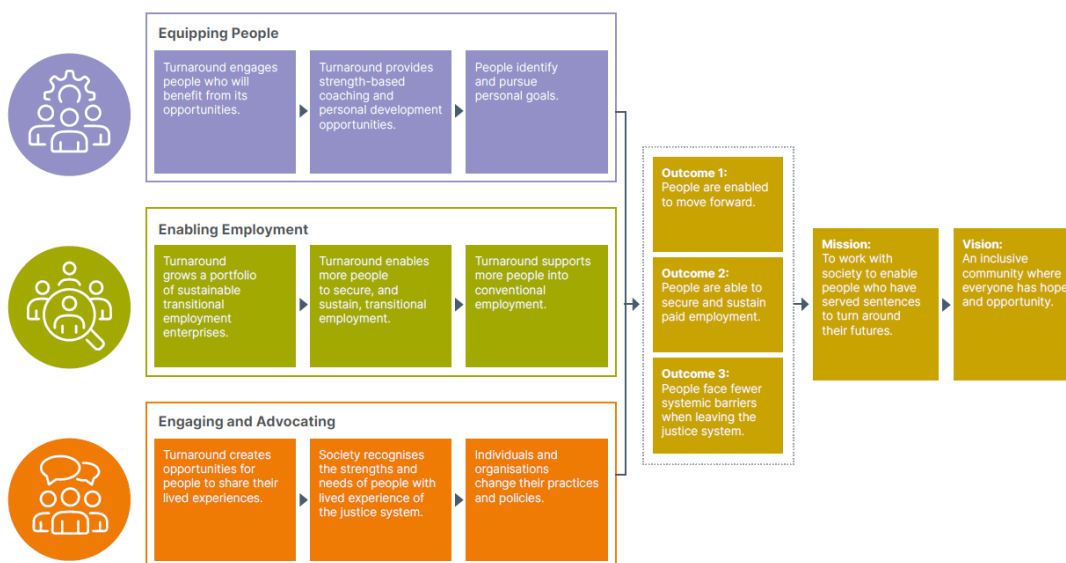 Equipping People
Turnaround engages
people who will
benefit from its
opportunities.
Turnaround provides
strength-based
coaching and
personal development
opportunities.
People identify
and pursue
personal goals.
Enabling Employment
Turnaround
grows a portfolio
of sustainable
transitional
employment
enterprises.
Turnaround enables
more people
to secure, and
sustain, transitional
employment.
Turnaround supports
more people into
conventional
employment.
Engaging and Advocating
Turnaround creates
opportunities for
people to share their
lived experiences.
Society recognises
the strengths and
needs of people with
lived experience of
the justice system.
Individuals and
organisations
change their practices
and policies.
Outcome 1:
People are enabled
to move forward.
Outcome 2:
People are able to
secure and sustain
paid employment.
Outcome 3:
People face fewer
systemic barriers
when leaving the
justice system.
Mission:
To work with
society to enable
people who have
served sentences
to turn around
their futures.
Vision:
An inclusive
community where
everyone has hope
and opportunity.